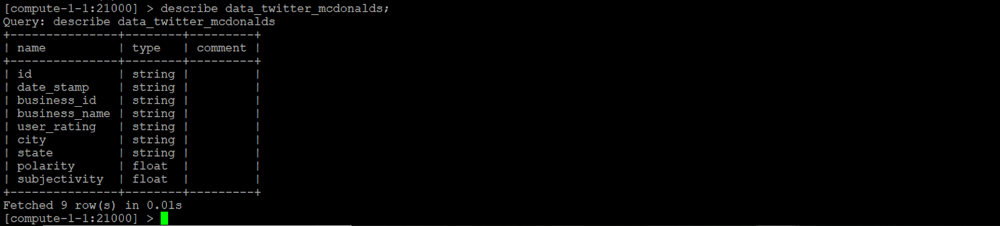 [compute-1-1:21000] > describe data_twitter_mcdonalds;
Query: describe data_twitter_mcdonalds
+---------------+--------+---------+
| name          | type   | comment |
+---------------+--------+---------+
| id            | string |         |
| date_stamp    | string |         |
| business_id   | string |         |
| business_name | string |         |
| user_rating   | string |         |
| city          | string |         |
| state         | string |         |
| polarity      | float  |         |
| subjectivity  | float  |         |
+---------------+--------+---------+
Fetched 9 row(s) in 0.01s
[compute-1-1:21000] >